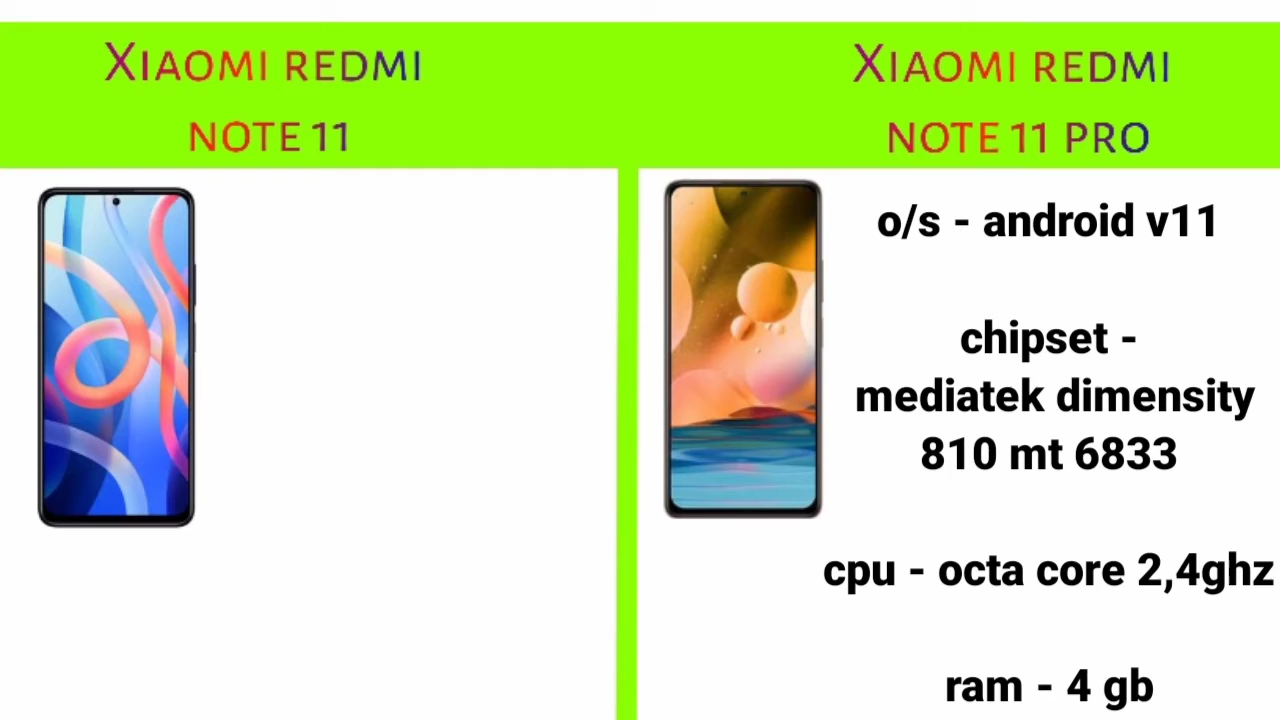 XIAOMI REDMI
NOTE 11
XIAOMI REDMI
NOTE 11 PRO
o/s - android v11
chipset -
mediatek dimensity
810 mt 6833
cpu - octa core 2,4ghz
ram - 4 gb